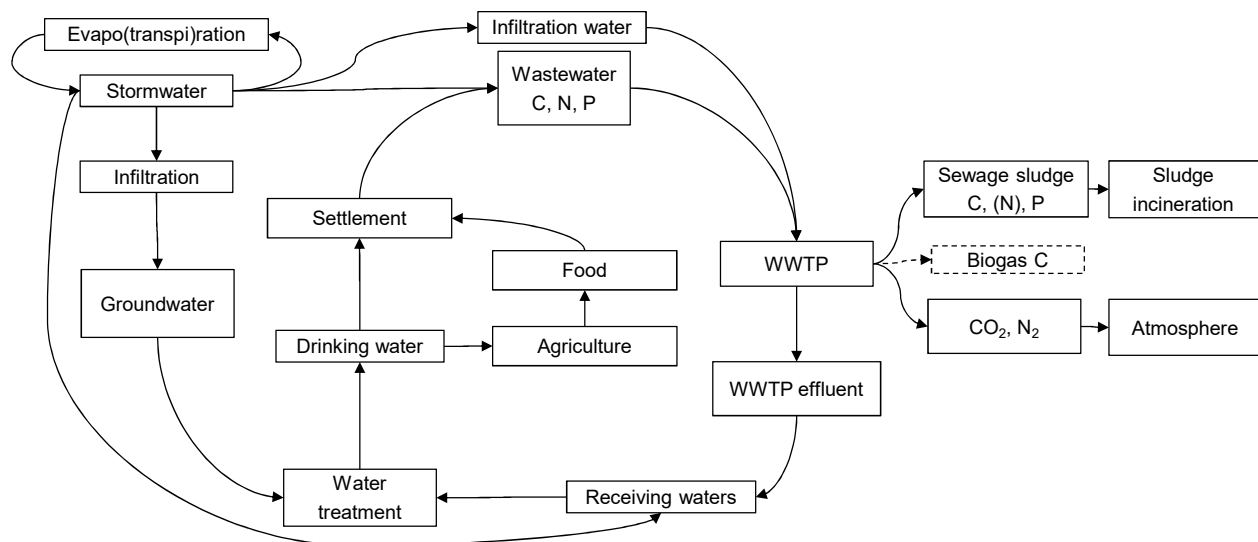 Evapo(transpi)ration
Infiltration water
Stormwater
Wastewater
C, N, P
Infiltration
Sewage sludge
C, (N), P
Sludge
incineration
Settlement
WWTP
Biogas C
Food
Groundwater
CO₂, N₂
Atmosphere
Drinking water
Agriculture
WWTP effluent
Water
treatment
Receiving waters